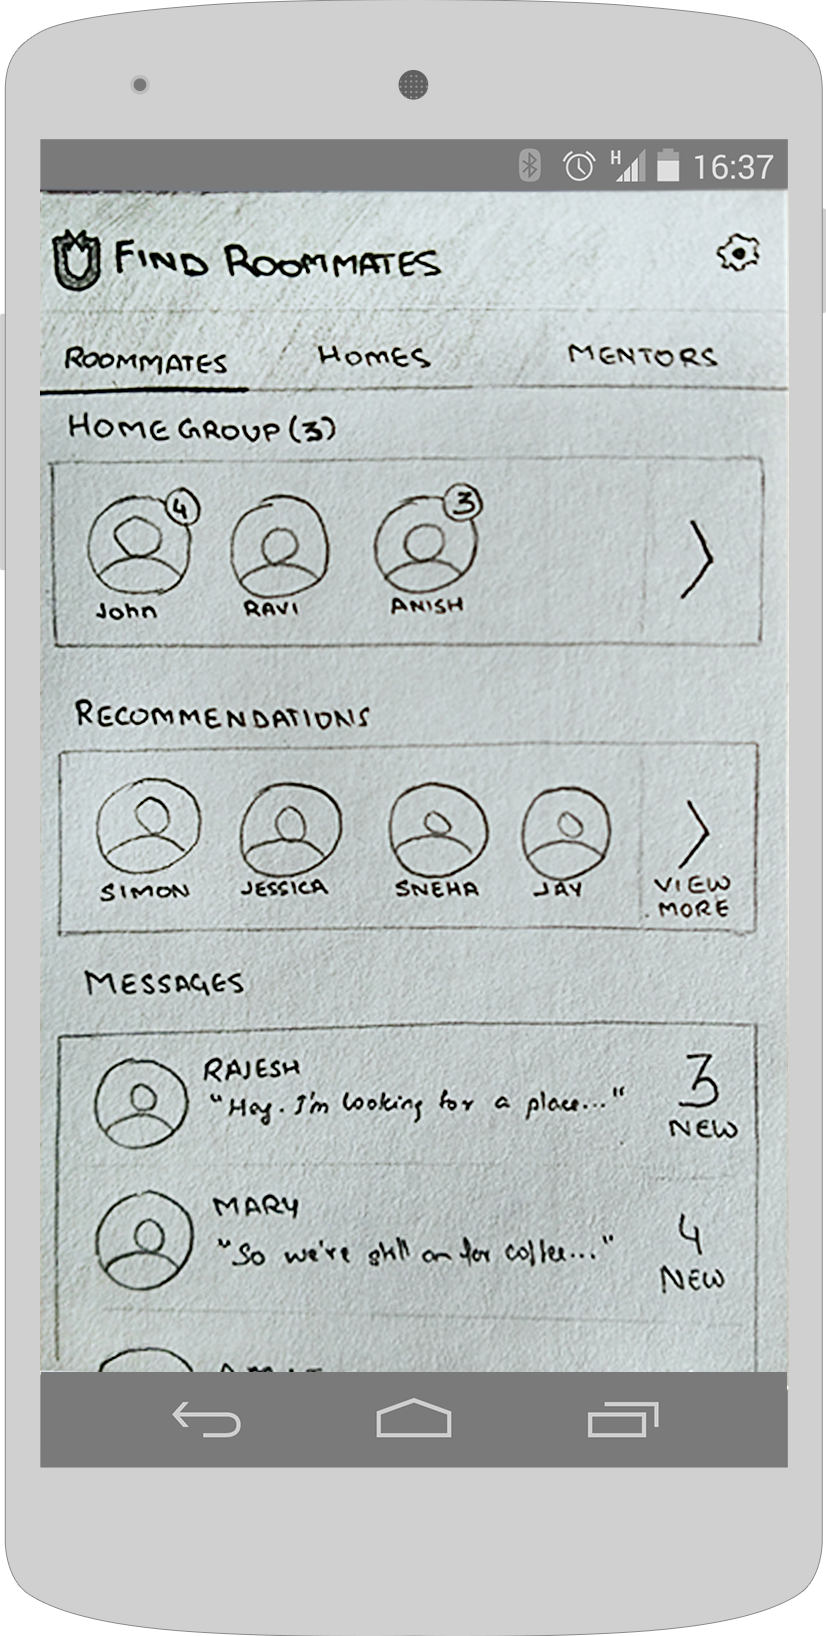 H
16:37
FIND ROOMMATES
ROOMMATES HOMES MENTORS
HOME GROUP (3)
4 3
John RAVI ANISH
RECOMMENDATIONS
SIMON JESSICA SNEHA JAY VIEW
MORE
MESSAGES
RAJESH 3
"Hey. I'm looking for a place..." NEW
MARY 4
"So we're still on for coffee..." NEW